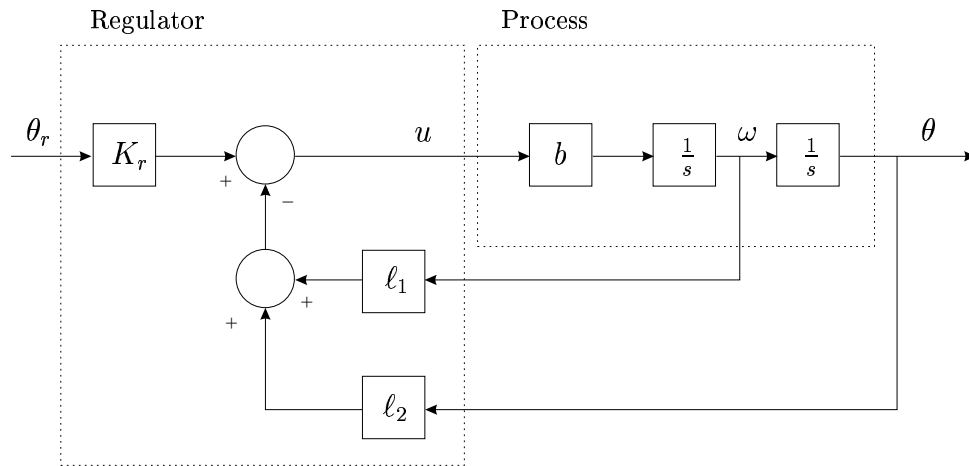 Regulator
Process
θ_r
K_r
+
−
u
b
1/s
ω
1/s
θ
ℓ_1
+
+
ℓ_2